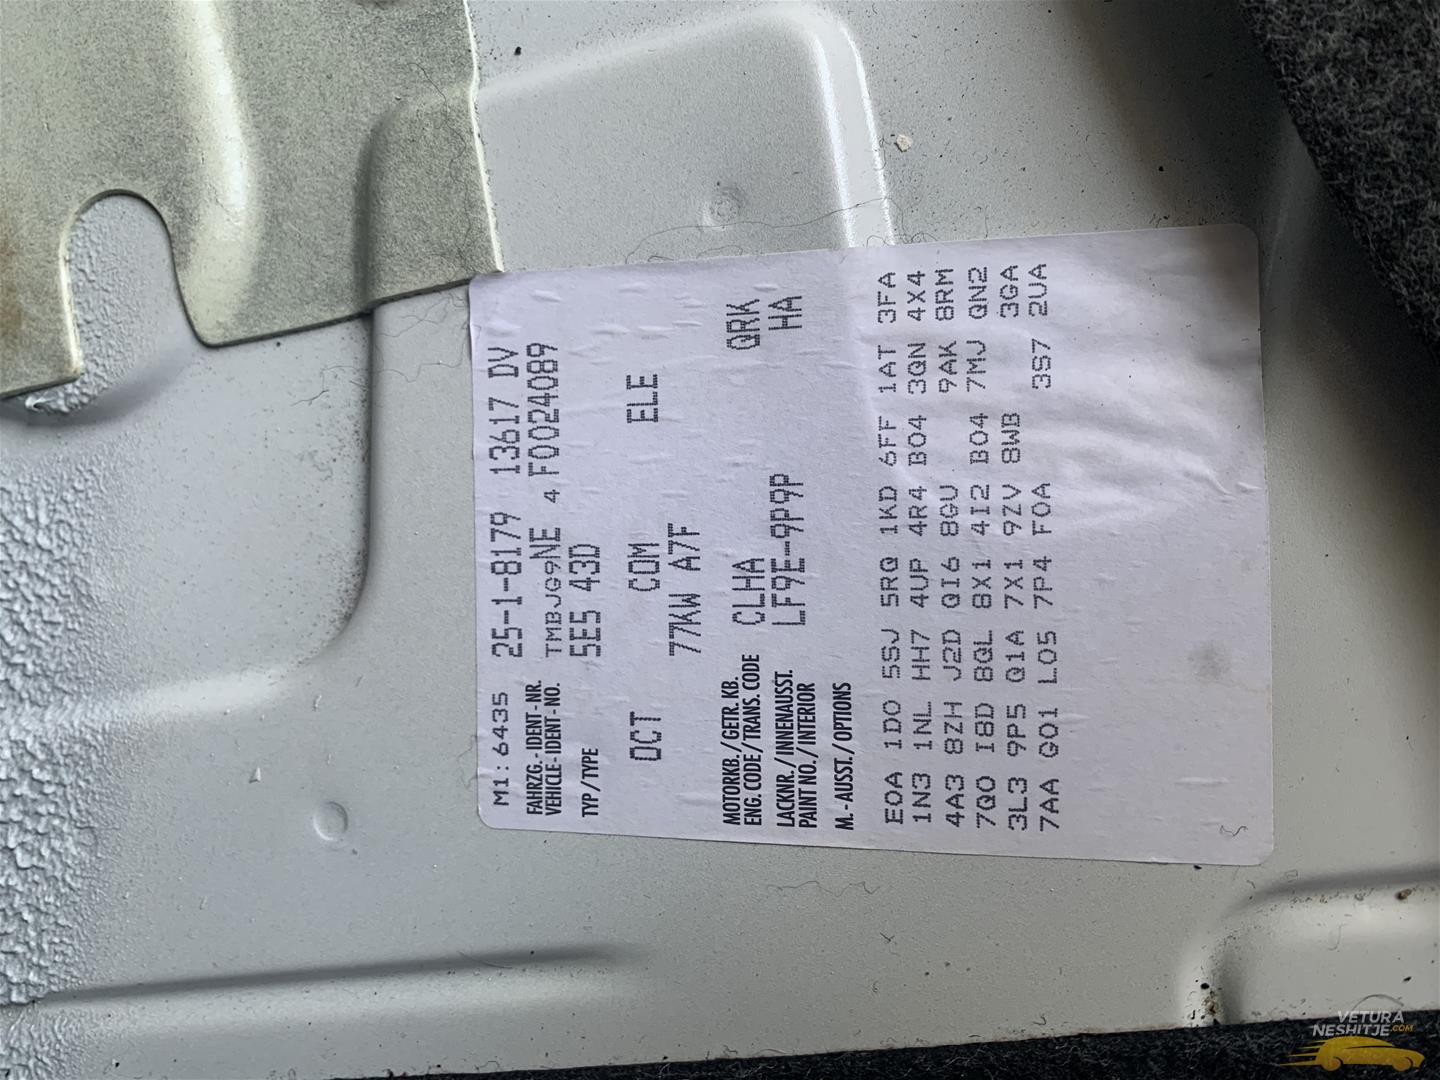 M1:6435 25-1-8179 13617 DV
FAHRZG.-IDENT-NR. TMBJG9NE 4 F0024089
VEHICLE-IDENT-NO.
TYP/TYPE 5E5 43D
OCT COM ELE
77KW A7F
MOTORKB./GETR. KB.
ENG. CODE/TRANS. CODE CLHA QRK
LACKNR./INNENAUSST. LF9E-9P9P HA
PAINT NO./INTERIOR
M.-AUSST./OPTIONS
E0A 1D0 5SJ 5RQ 1KD 6FF 1AT 3FA
1N3 1NL HH7 4UP 4R4 B04 3QN 4X4
4A3 8ZH J2D QI6 8GU 9AK 8RM
7Q0 I8D 8QL 8X1 4I2 B04 7MJ QN2
3L3 9P5 Q1A 7X1 9ZV 8WB 3GA
7AA GQ1 L05 7P4 F0A 3S7 2UA
VETURA
NESHITJE.COM